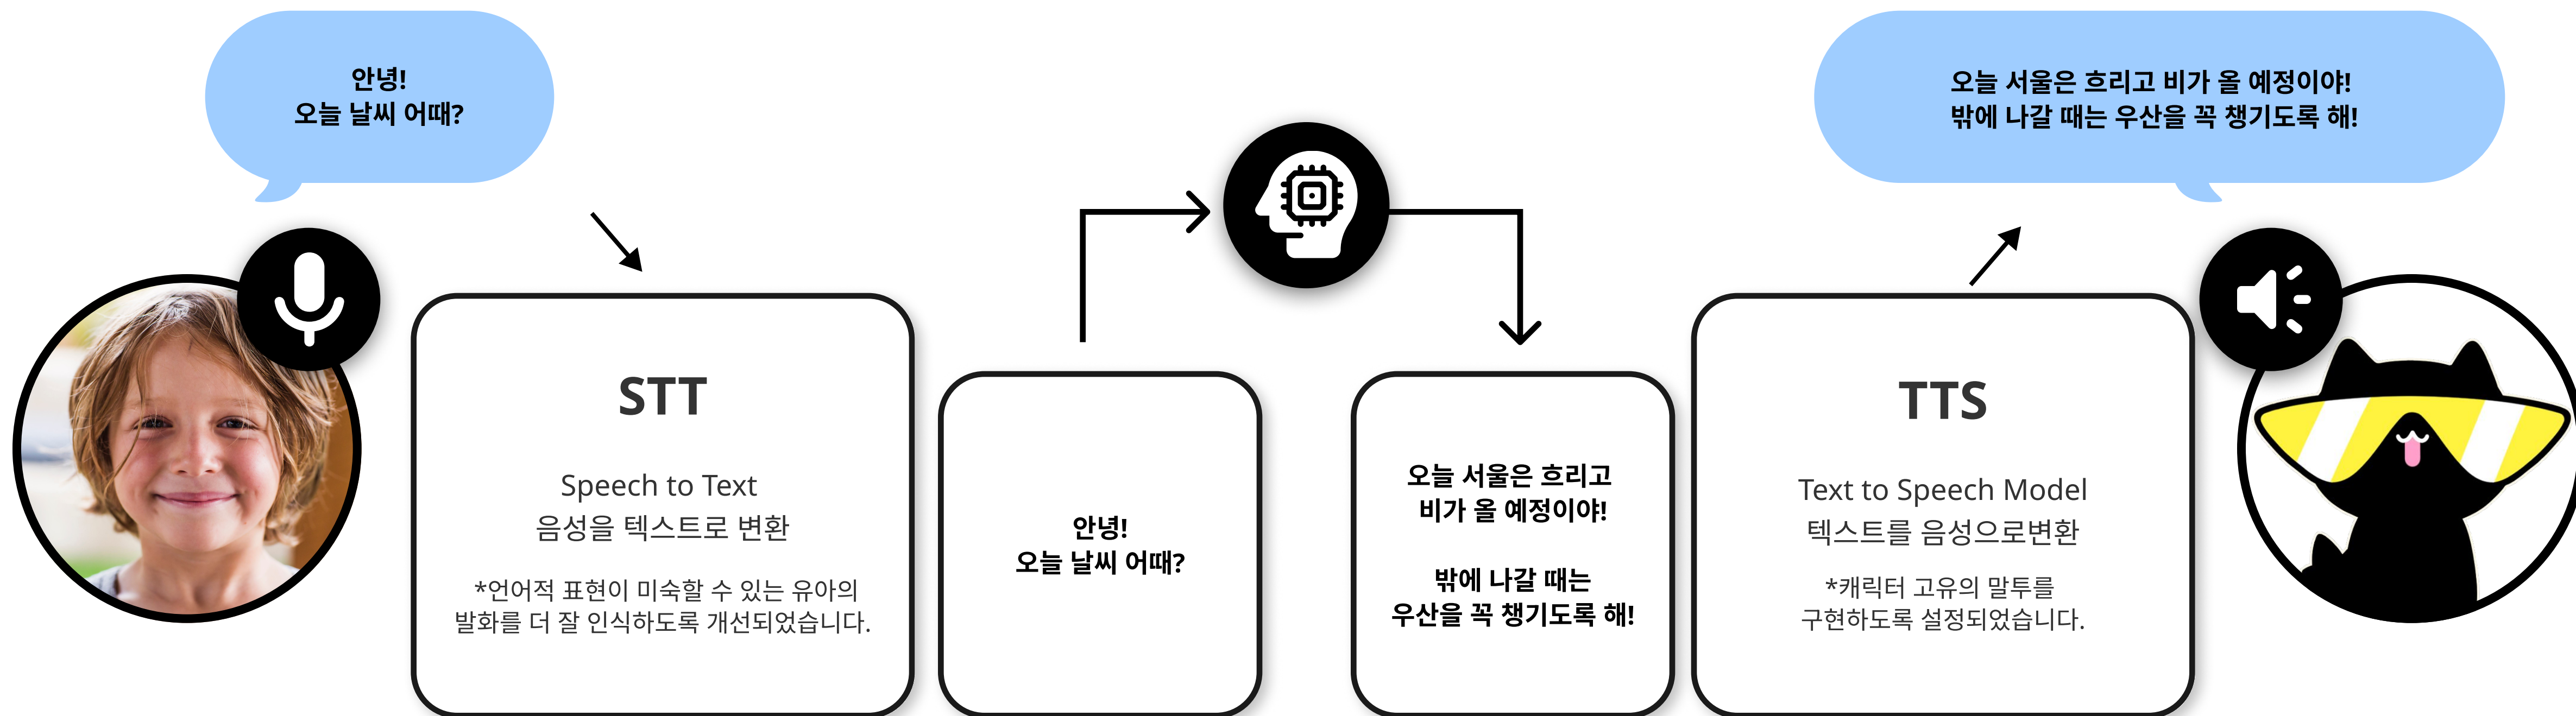 안녕!
오늘 날씨 어때?
오늘 서울은 흐리고 비가 올 예정이야!
밖에 나갈 때는 우산을 꼭 챙기도록 해!
STT
Speech to Text
음성을 텍스트로 변환
*언어적 표현이 미숙할 수 있는 유아의
발화를 더 잘 인식하도록 개선되었습니다.
안녕!
오늘 날씨 어때?
오늘 서울은 흐리고
비가 올 예정이야!
밖에 나갈 때는
우산을 꼭 챙기도록 해!
TTS
Text to Speech Model
텍스트를 음성으로변환
*캐릭터 고유의 말투를
구현하도록 설정되었습니다.